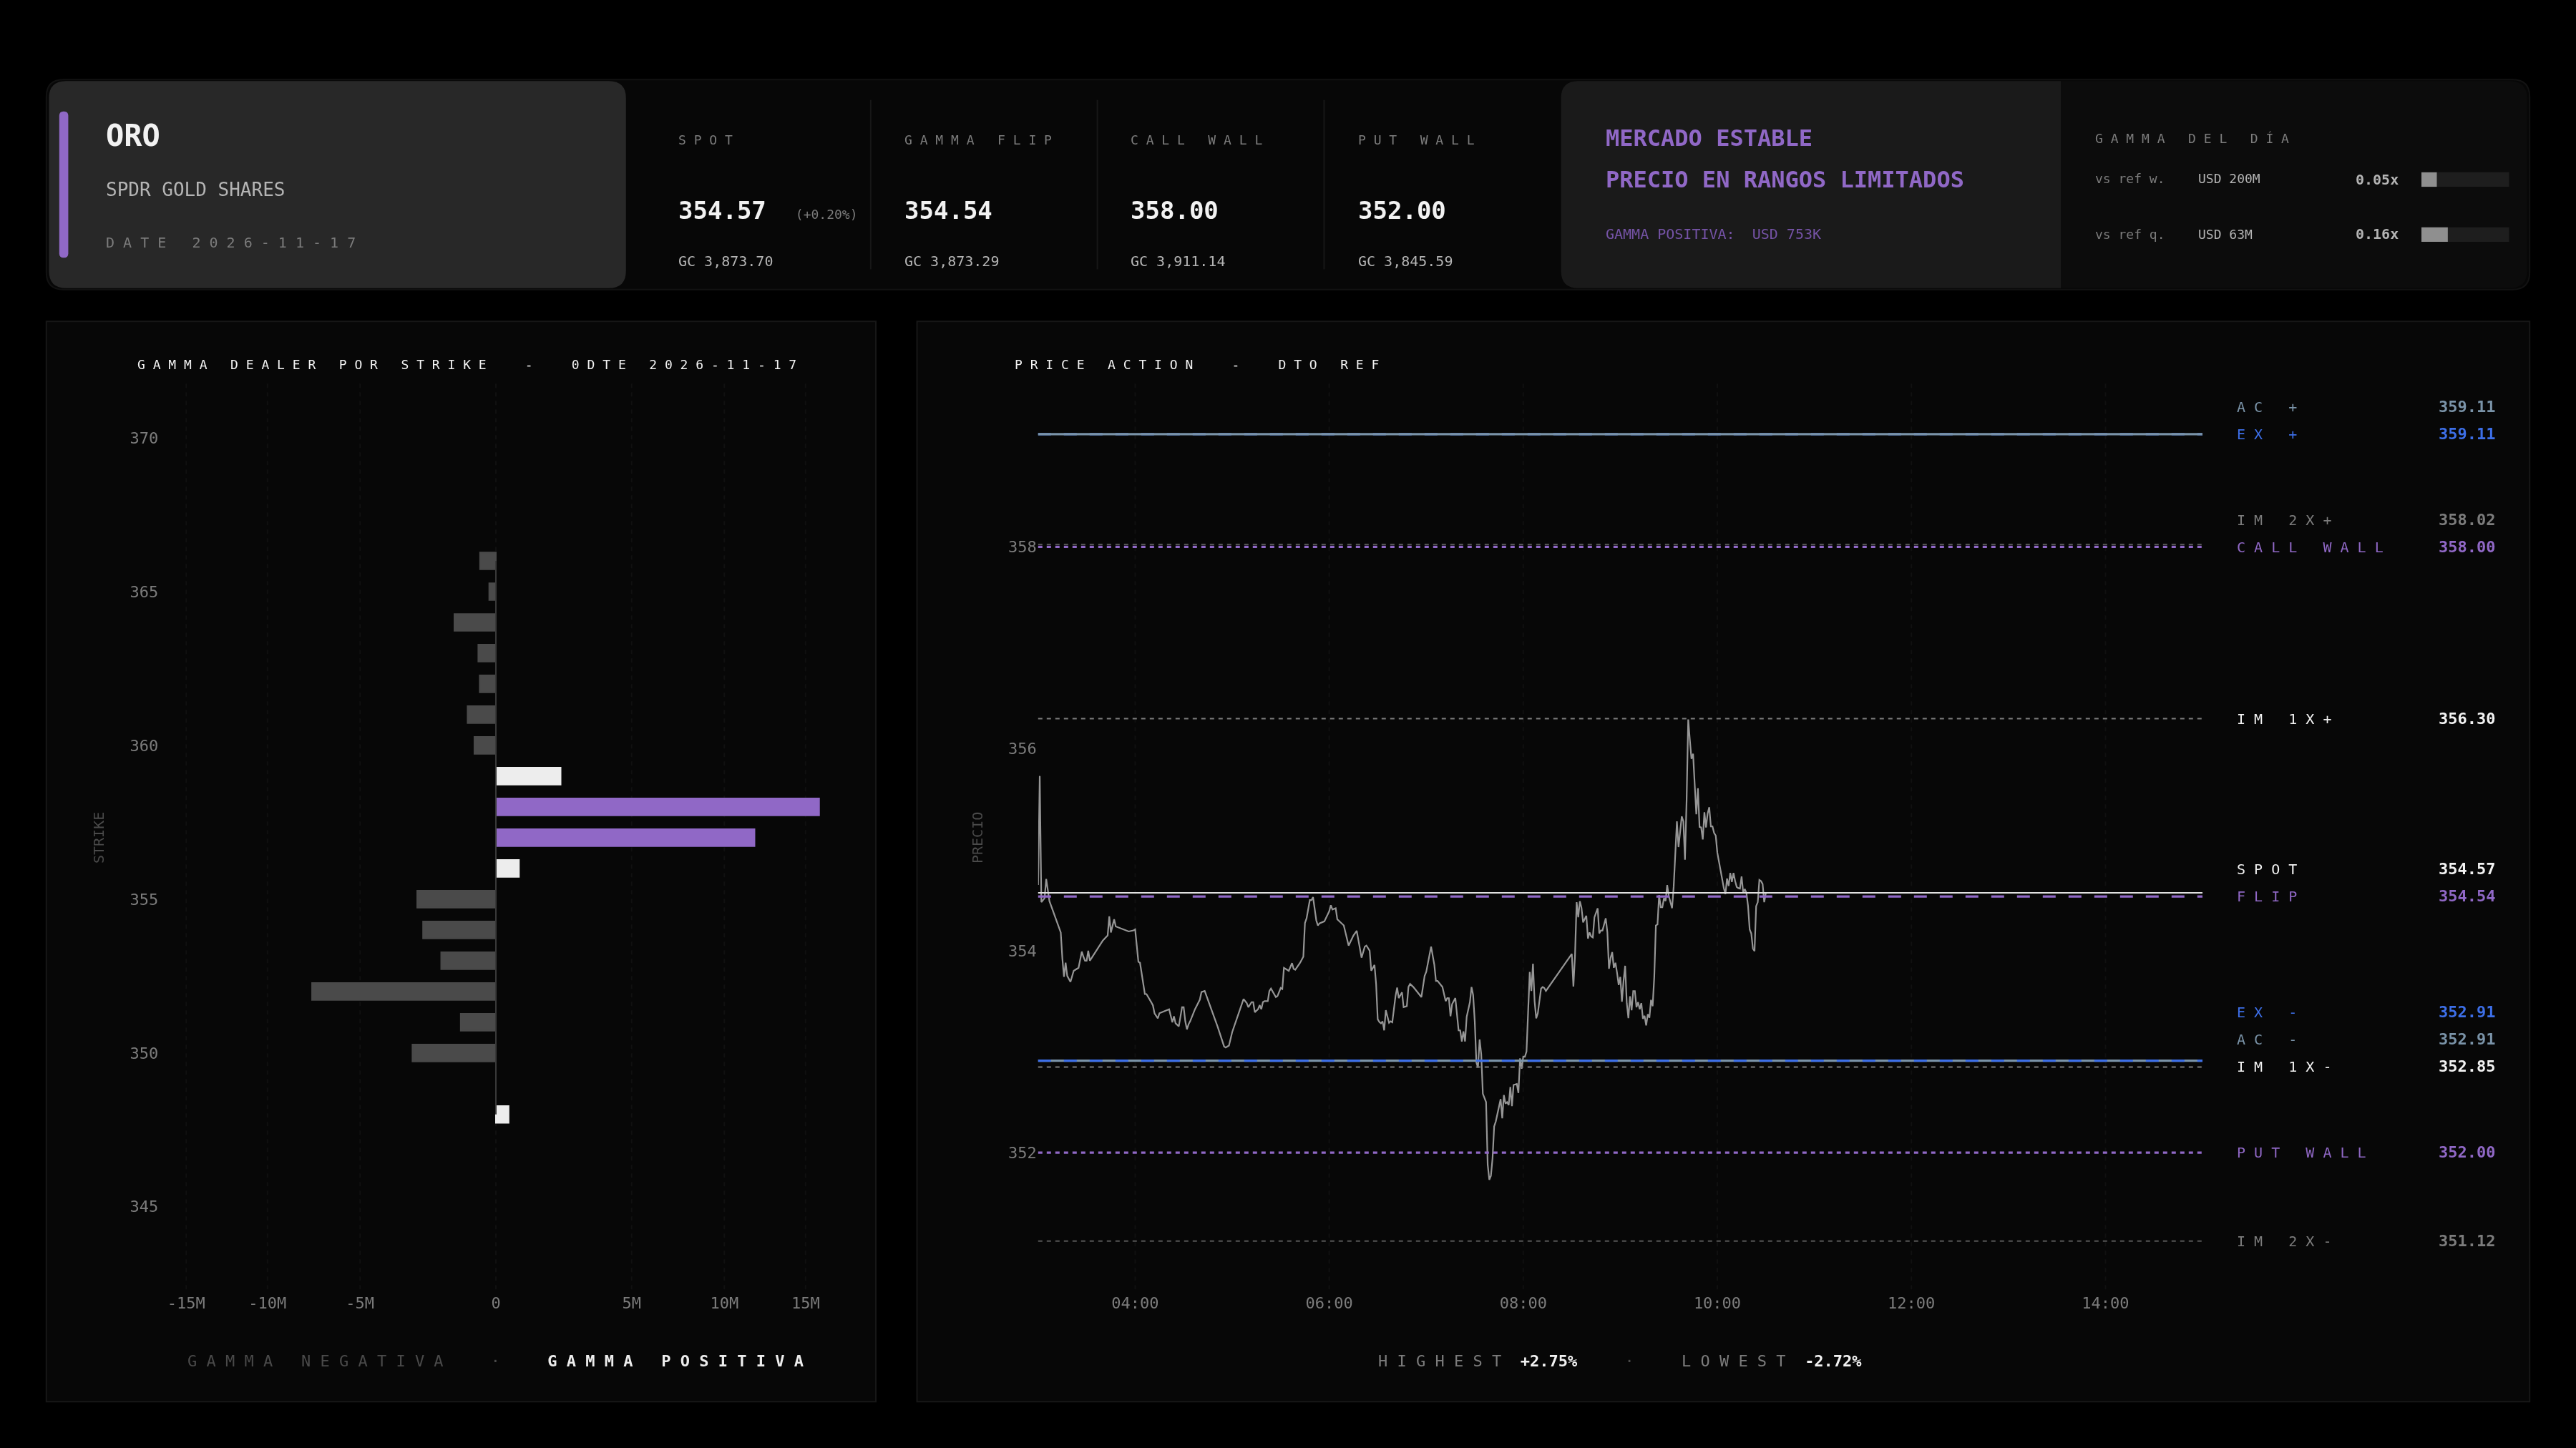 ORO
SPDR GOLD SHARES
DATE 2026-11-17
SPOT
354.57 (+0.20%)
GC 3,873.70
GAMMA FLIP
354.54
GC 3,873.29
CALL WALL
358.00
GC 3,911.14
PUT WALL
352.00
GC 3,845.59
MERCADO ESTABLE
PRECIO EN RANGOS LIMITADOS
GAMMA POSITIVA: USD 753K
GAMMA DEL DÍA
vs ref w. USD 200M 0.05x
vs ref q. USD 63M 0.16x
GAMMA DEALER POR STRIKE - 0DTE 2026-11-17
370
365
360
355
350
345
STRIKE
-15M -10M -5M 0 5M 10M 15M
GAMMA NEGATIVA · GAMMA POSITIVA
PRICE ACTION - DTO REF
358
356
354
352
PRECIO
04:00 06:00 08:00 10:00 12:00 14:00
AC + 359.11
EX + 359.11
IM 2X+ 358.02
CALL WALL 358.00
IM 1X+ 356.30
SPOT 354.57
FLIP 354.54
EX - 352.91
AC - 352.91
IM 1X- 352.85
PUT WALL 352.00
IM 2X- 351.12
HIGHEST +2.75% · LOWEST -2.72%